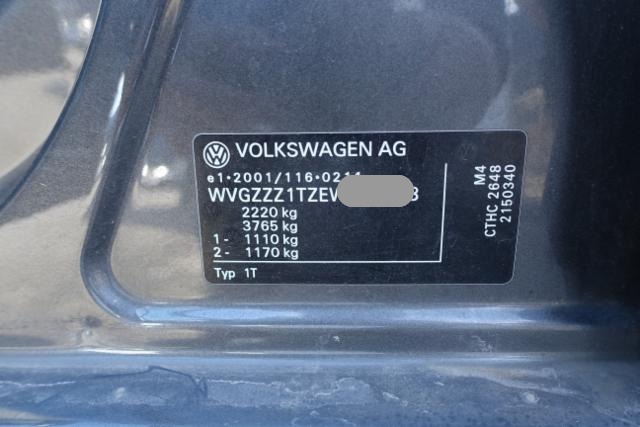 VOLKSWAGEN AG
e1*2001/116*0211
WVGZZZ1TZEW 3
2220 kg
3765 kg
1 - 1110 kg
2 - 1170 kg
Typ 1T
M4
CTHC 2648
2150340